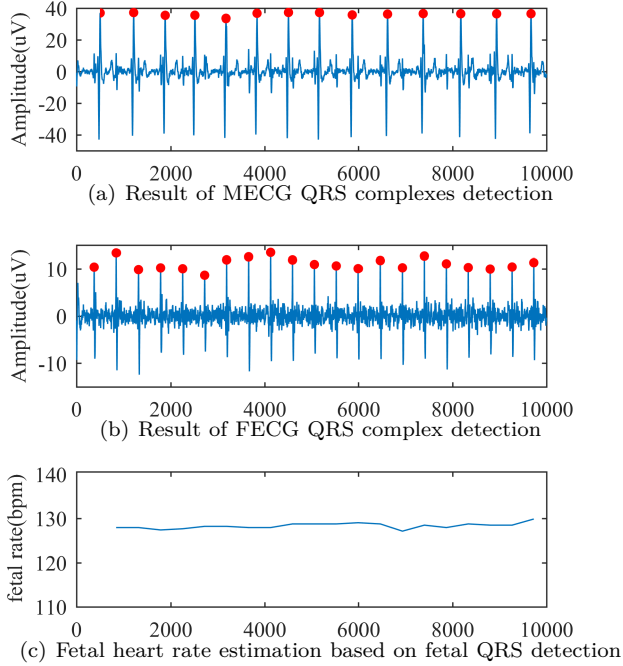 40
20
0
-20
-40
Amplitude(uV)
0 2000 4000 6000 8000 10000
(a) Result of MECG QRS complexes detection
10
0
-10
Amplitude(uV)
0 2000 4000 6000 8000 10000
(b) Result of FECG QRS complex detection
140
130
120
110
fetal rate(bpm)
0 2000 4000 6000 8000 10000
(c) Fetal heart rate estimation based on fetal QRS detection